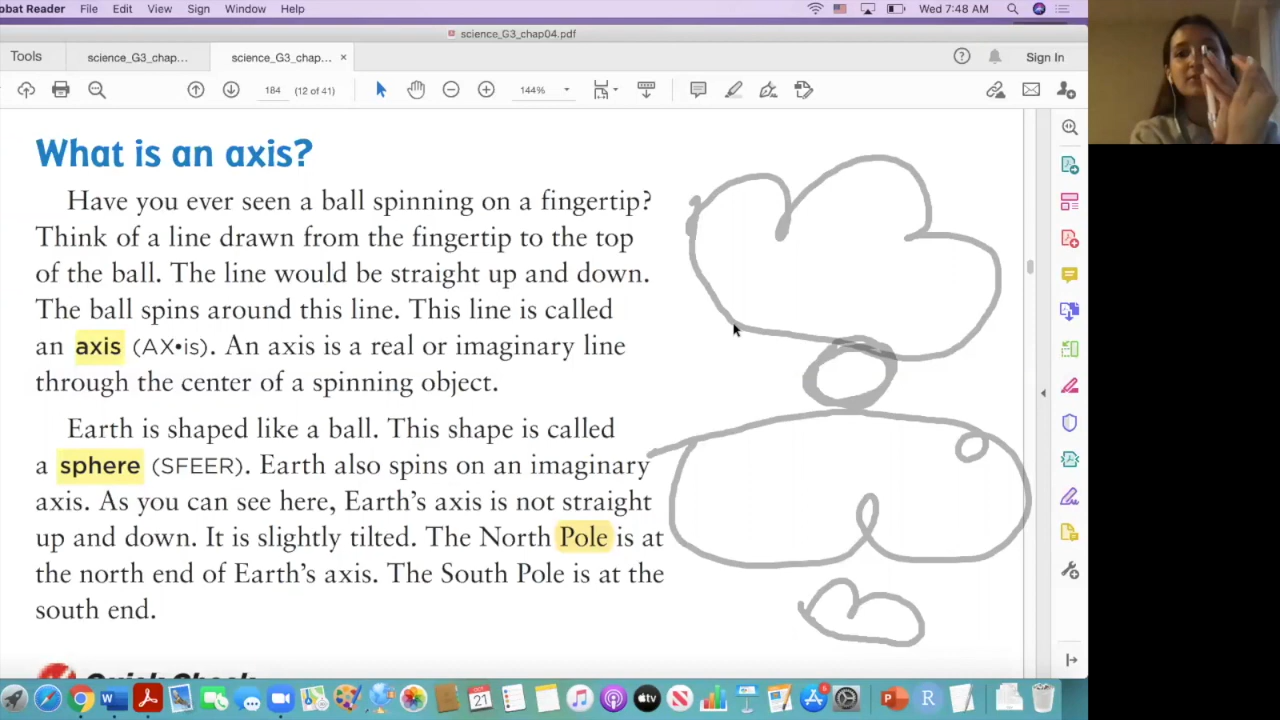 obat Reader File Edit View Sign Window Help Wed 7:48 AM
science_G3_chap04.pdf
Tools science_G3_chap... science_G3_chap... × Sign In
184 (12 of 41) 144%
What is an axis?
Have you ever seen a ball spinning on a fingertip?
Think of a line drawn from the fingertip to the top
of the ball. The line would be straight up and down.
The ball spins around this line. This line is called
an axis (AX•is). An axis is a real or imaginary line
through the center of a spinning object.
Earth is shaped like a ball. This shape is called
a sphere (SFEER). Earth also spins on an imaginary
axis. As you can see here, Earth's axis is not straight
up and down. It is slightly tilted. The North Pole is at
the north end of Earth's axis. The South Pole is at the
south end.
Quick Check
OCT 21 tv